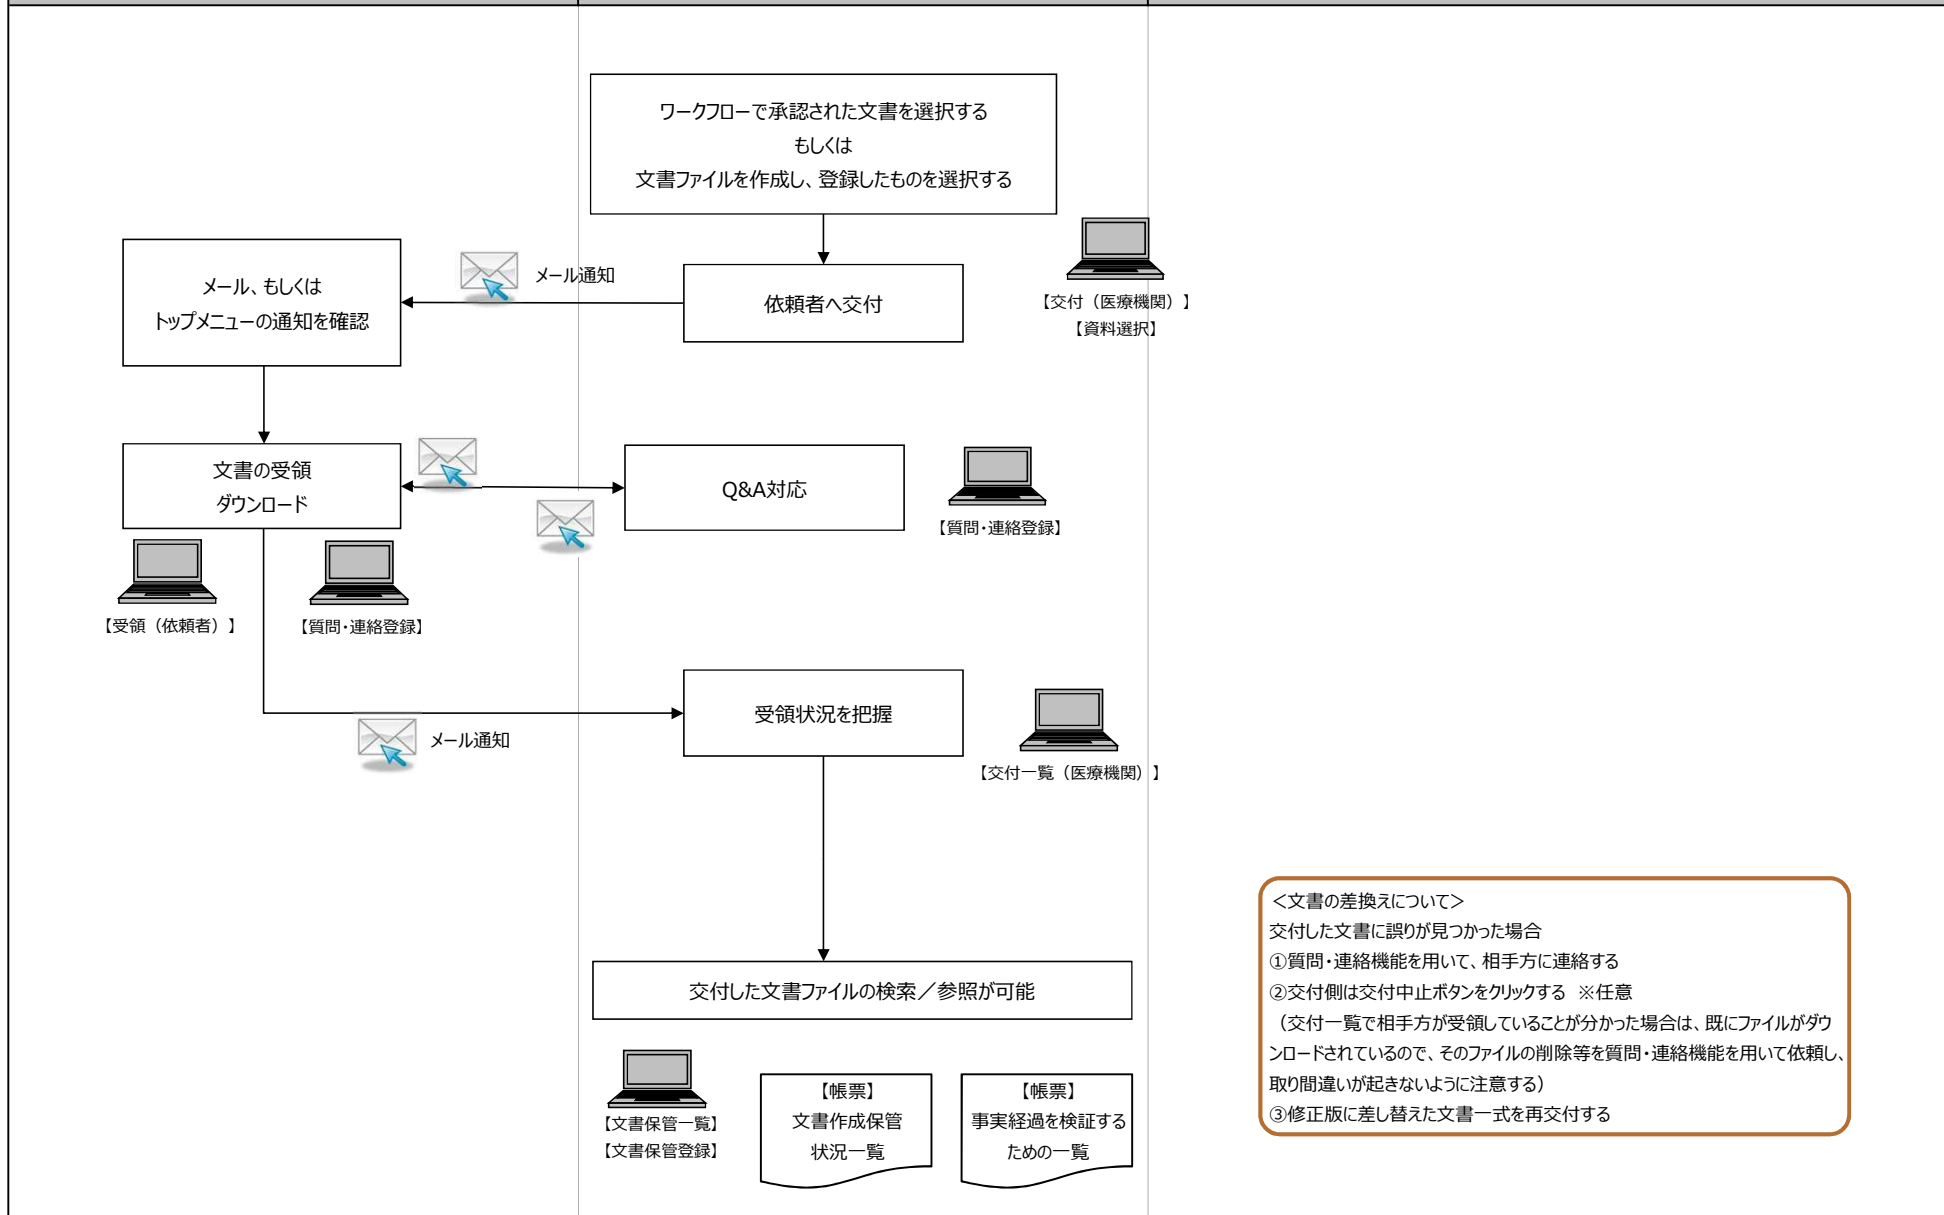 ワークフローで承認された文書を選択する
もしくは
文書ファイルを作成し、登録したものを選択する
メール、もしくは
トップメニューの通知を確認
メール通知
依頼者へ交付
【交付（医療機関）】
【資料選択】
文書の受領
ダウンロード
Q&A対応
【質問・連絡登録】
【受領（依頼者）】
【質問・連絡登録】
受領状況を把握
メール通知
【交付一覧（医療機関）】
交付した文書ファイルの検索／参照が可能
【文書保管一覧】
【文書保管登録】
【帳票】
文書作成保管
状況一覧
【帳票】
事実経過を検証する
ための一覧
＜文書の差換えについて＞
交付した文書に誤りが見つかった場合
①質問・連絡機能を用いて、相手方に連絡する
②交付側は交付中止ボタンをクリックする　※任意
（交付一覧で相手方が受領していることが分かった場合は、既にファイルがダウ
ンロードされているので、そのファイルの削除等を質問・連絡機能を用いて依頼し、
取り間違いが起きないように注意する）
③修正版に差し替えた文書一式を再交付する